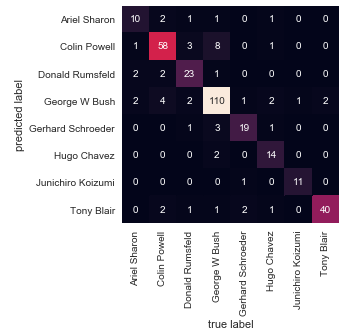 Ariel Sharon 10 2 1 1 0 1 0 0
Colin Powell 1 58 3 8 0 1 0 0
Donald Rumsfeld 2 2 23 1 0 0 0 0
George W Bush 2 4 2 110 1 2 1 2
Gerhard Schroeder 0 0 1 3 19 1 0 0
Hugo Chavez 0 0 0 2 0 14 0 0
Junichiro Koizumi 0 0 0 0 1 0 11 0
Tony Blair 0 2 1 1 2 1 0 40
predicted label
Ariel Sharon
Colin Powell
Donald Rumsfeld
George W Bush
Gerhard Schroeder
Hugo Chavez
Junichiro Koizumi
Tony Blair
true label